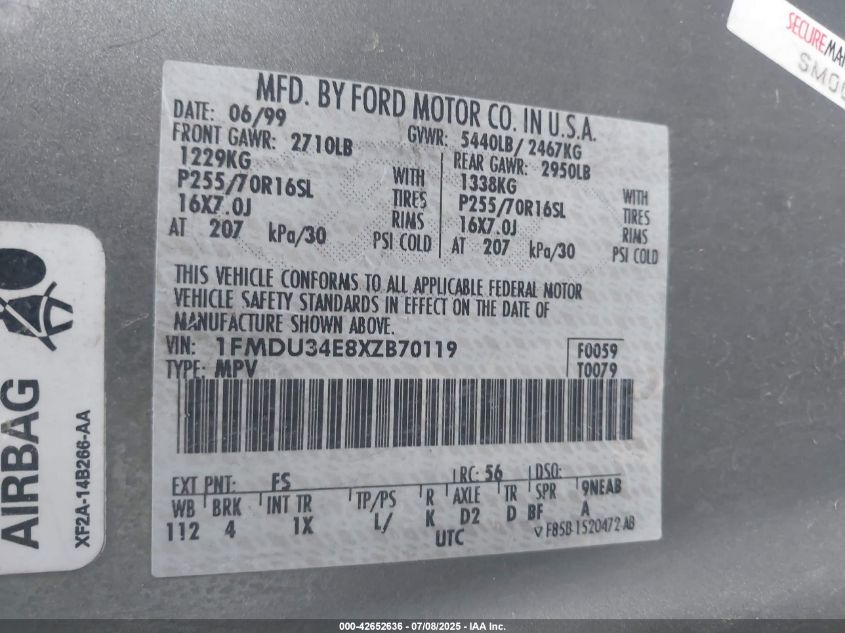 SECUREMA
SM00
MFD. BY FORD MOTOR CO. IN U.S.A.
DATE: 06/99 GVWR: 5440LB/ 2467KG
FRONT GAWR: 2710LB REAR GAWR: 2950LB
1229KG WITH 1338KG WITH
P255/70R16SL TIRES P255/70R16SL TIRES
16X7.0J RIMS 16X7.0J RIMS
AT 207 kPa/30 PSI COLD AT 207 kPa/30 PSI COLD
THIS VEHICLE CONFORMS TO ALL APPLICABLE FEDERAL MOTOR
VEHICLE SAFETY STANDARDS IN EFFECT ON THE DATE OF
MANUFACTURE SHOWN ABOVE.
VIN: 1FMDU34E8XZB70119 F0059
TYPE: MPV T0079
EXT PNT: FS RC: 56 DSO:
WB BRK INT TR TP/PS R AXLE TR SPR 9NEAB
112 4 1X L/ K D2 D BF A
UTC F85B-1520472-AB
AIRBAG
XF2A-14B266-AA
000-42652636 - 07/08/2025 - IAA Inc.